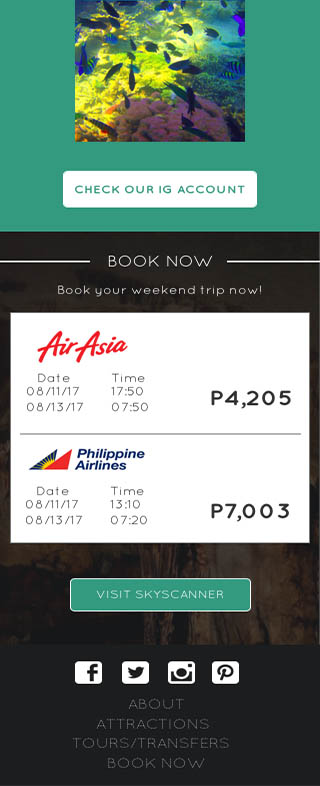 CHECK OUR IG ACCOUNT
BOOK NOW
Book your weekend trip now!
AirAsia
Date Time
08/11/17 17:50
08/13/17 07:50
P4,205
Philippine
Airlines
Date Time
08/11/17 13:10
08/13/17 07:20
P7,003
VISIT SKYSCANNER
ABOUT
ATTRACTIONS
TOURS/TRANSFERS
BOOK NOW